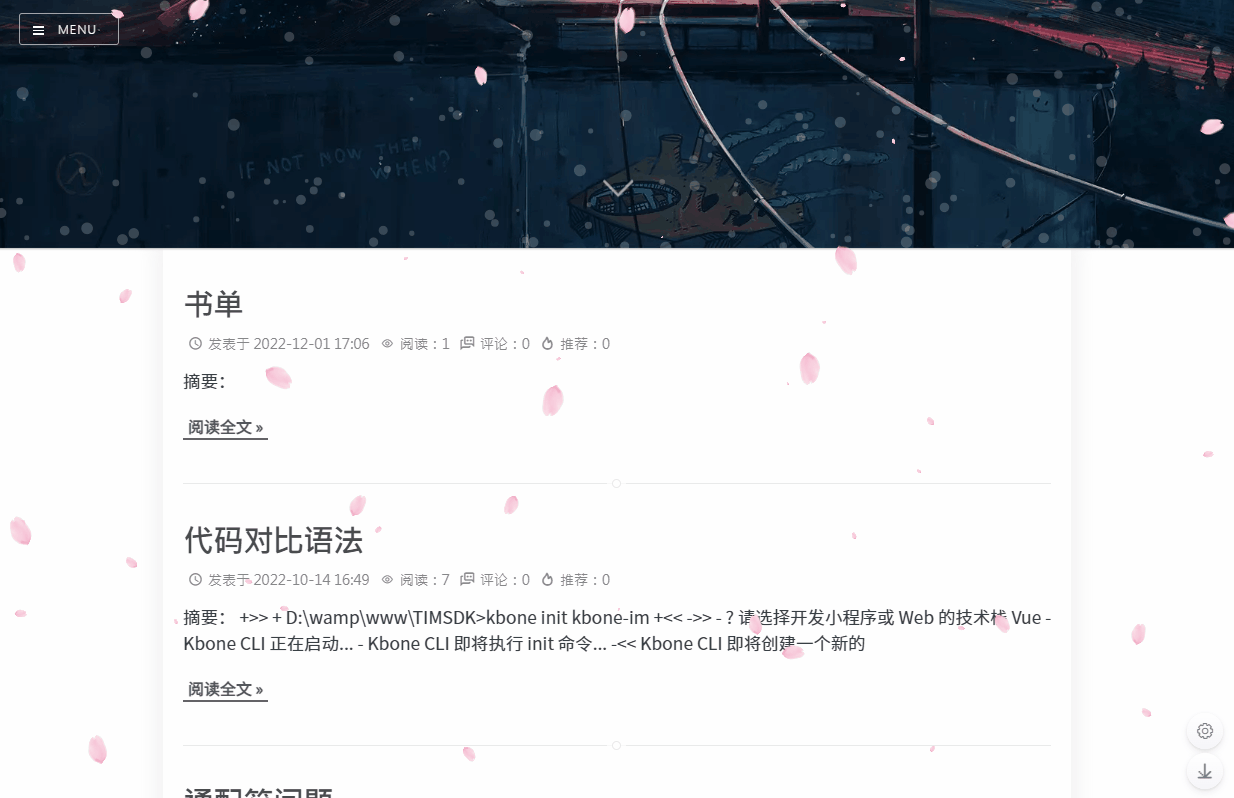 MENU
IF NOT NOW THEN
WHEN?
书单
发表于 2022-12-01 17:06 阅读：1 评论：0 推荐：0
摘要：
阅读全文 »
代码对比语法
发表于 2022-10-14 16:49 阅读：7 评论：0 推荐：0
摘要： +>> + D:\wamp\www\TIMSDK>kbone init kbone-im +<< ->> - ? 请选择开发小程序或 Web 的技术栈 Vue -
Kbone CLI 正在启动... - Kbone CLI 即将执行 init 命令... -<< Kbone CLI 即将创建一个新的
阅读全文 »
通配符问题